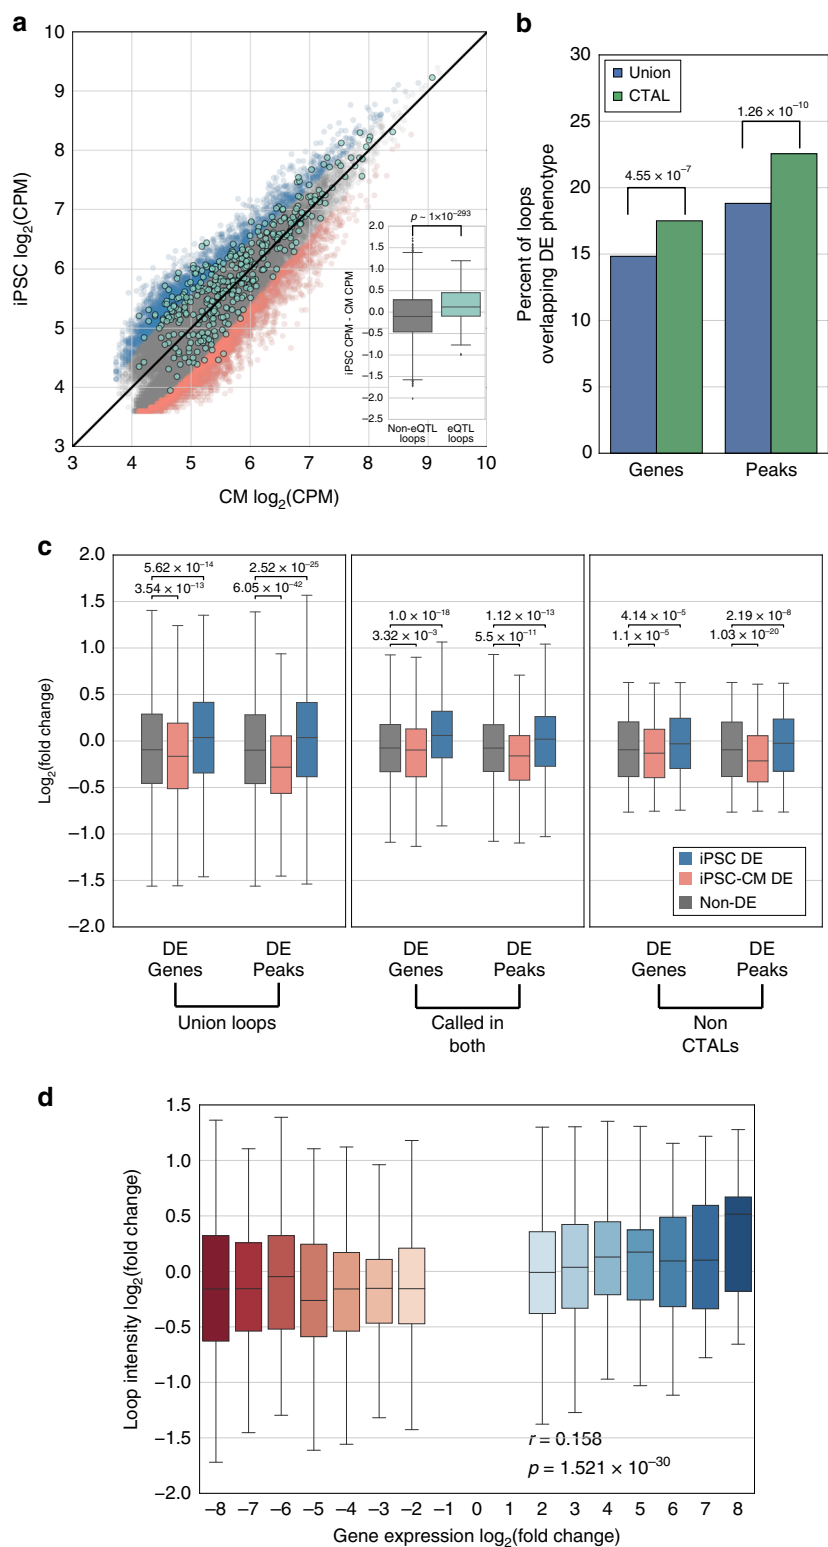 a
10
9
8
7
6
5
4
3
iPSC log2(CPM)
3
4
5
6
7
8
9
10
CM log2(CPM)
p ~ 1×10−293
2.0
1.5
1.0
0.5
0.0
−0.5
−1.0
−1.5
−2.0
−2.5
iPSC CPM - CM CPM
Non-eQTL
loops
eQTL
loops
b
30
25
20
15
10
5
0
Percent of loops
overlapping DE phenotype
Union
CTAL
4.55 × 10−7
1.26 × 10−10
Genes
Peaks
c
2.0
1.5
1.0
0.5
0.0
−0.5
−1.0
−1.5
−2.0
Log2(fold change)
5.62 × 10−14
3.54 × 10−13
2.52 × 10−25
6.05 × 10−42
1.0 × 10−18
3.32 × 10−3
1.12 × 10−13
5.5 × 10−11
4.14 × 10−5
1.1 × 10−5
2.19 × 10−8
1.03 × 10−20
iPSC DE
iPSC-CM DE
Non-DE
DE
Genes
DE
Peaks
DE
Genes
DE
Peaks
DE
Genes
DE
Peaks
Union loops
Called in
both
Non
CTALs
d
1.5
1.0
0.5
0.0
−0.5
−1.0
−1.5
−2.0
Loop intensity log2(fold change)
r = 0.158
p = 1.521 × 10−30
−8
−7
−6
−5
−4
−3
−2
−1
0
1
2
3
4
5
6
7
8
Gene expression log2(fold change)